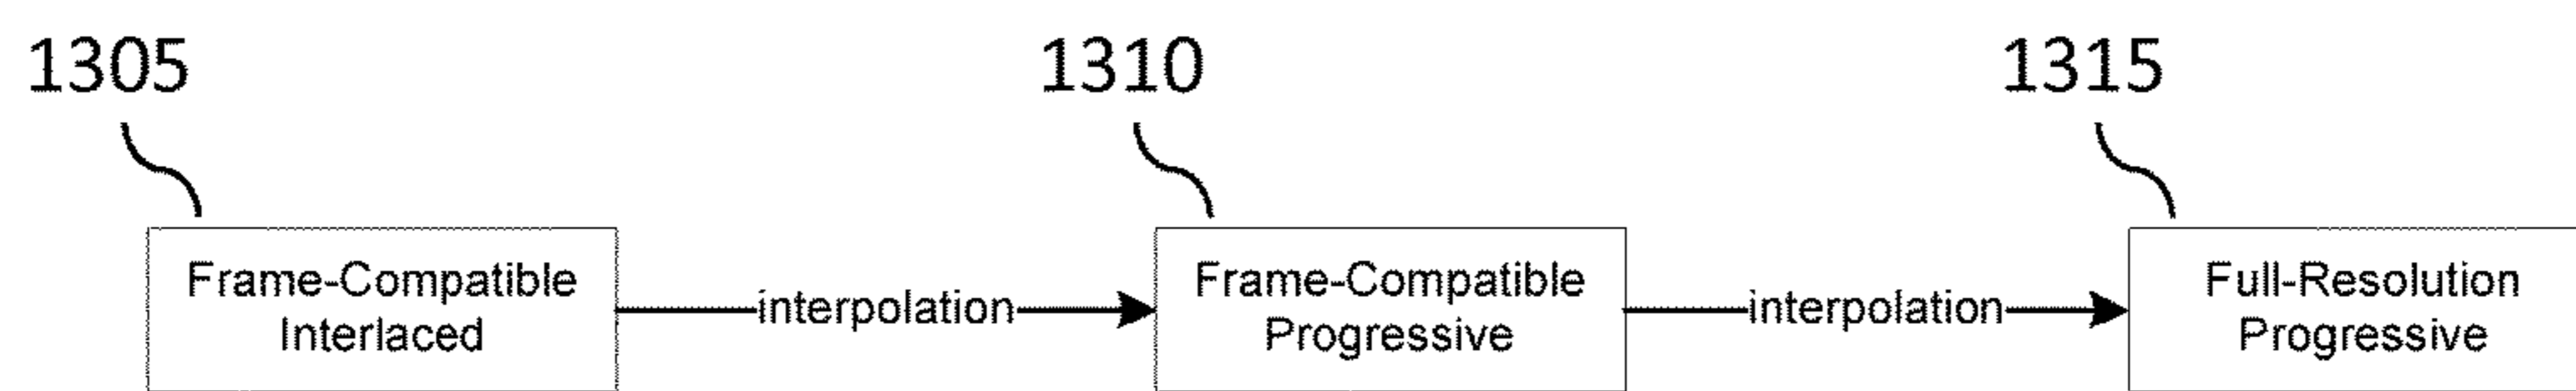 1305
1310
1315
Frame-Compatible
Interlaced
interpolation
Frame-Compatible
Progressive
interpolation
Full-Resolution
Progressive